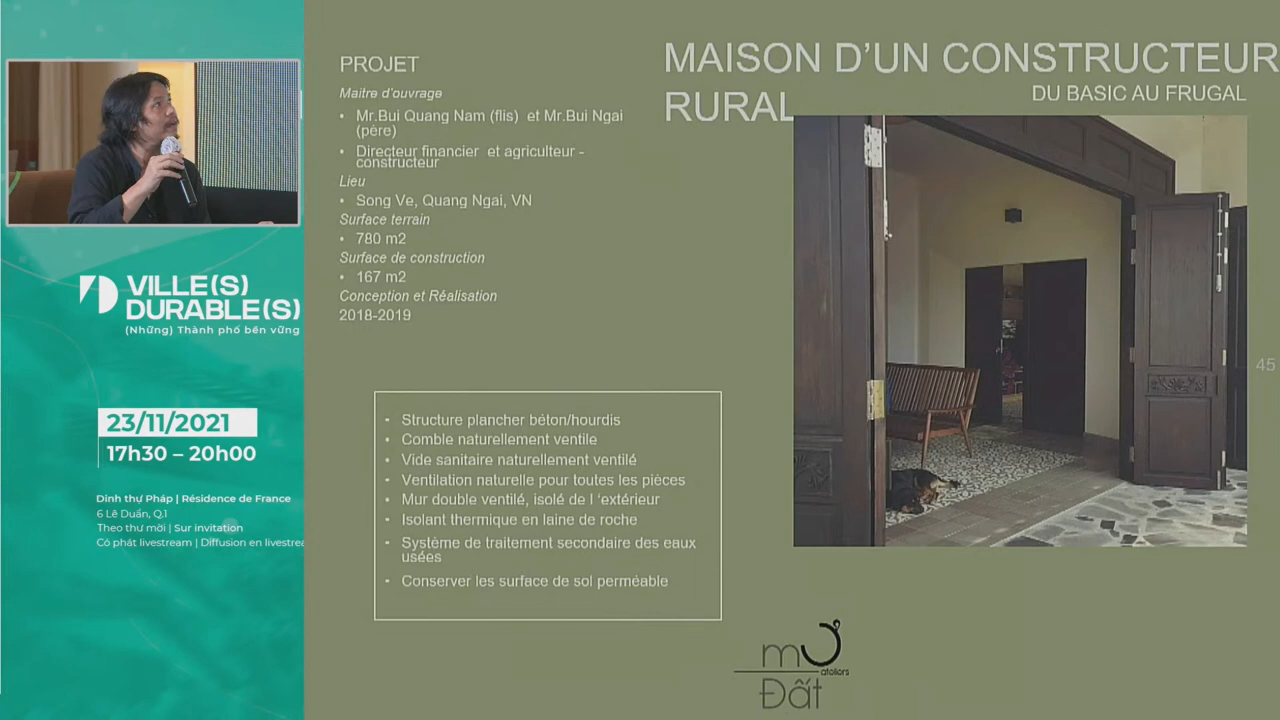 VILLE(S)
DURABLE(S)
(Những) Thành phố bền vững
23/11/2021
17h30 – 20h00
Dinh thự Pháp | Résidence de France
6 Lê Duẩn, Q.1
Theo thư mời | Sur invitation
Có phát livestream | Diffusion en livestrea
PROJET
Maitre d'ouvrage
• Mr.Bui Quang Nam (flis) et Mr.Bui Ngai
(pére)
• Directeur financier et agriculteur -
constructeur
Lieu
• Song Ve, Quang Ngai, VN
Surface terrain
• 780 m2
Surface de construction
• 167 m2
Conception et Réalisation
2018-2019
MAISON D'UN CONSTRUCTEUR
RURAL
DU BASIC AU FRUGAL
• Structure plancher béton/hourdis
• Comble naturellement ventile
• Vide sanitaire naturellement ventilé
• Ventilation naturelle pour toutes les pièces
• Mur double ventilé, isolé de l 'extérieur
• Isolant thermique en laine de roche
• Système de traitement secondaire des eaux
usées
• Conserver les surface de sol perméable
45
mơ
ateliors
Đất